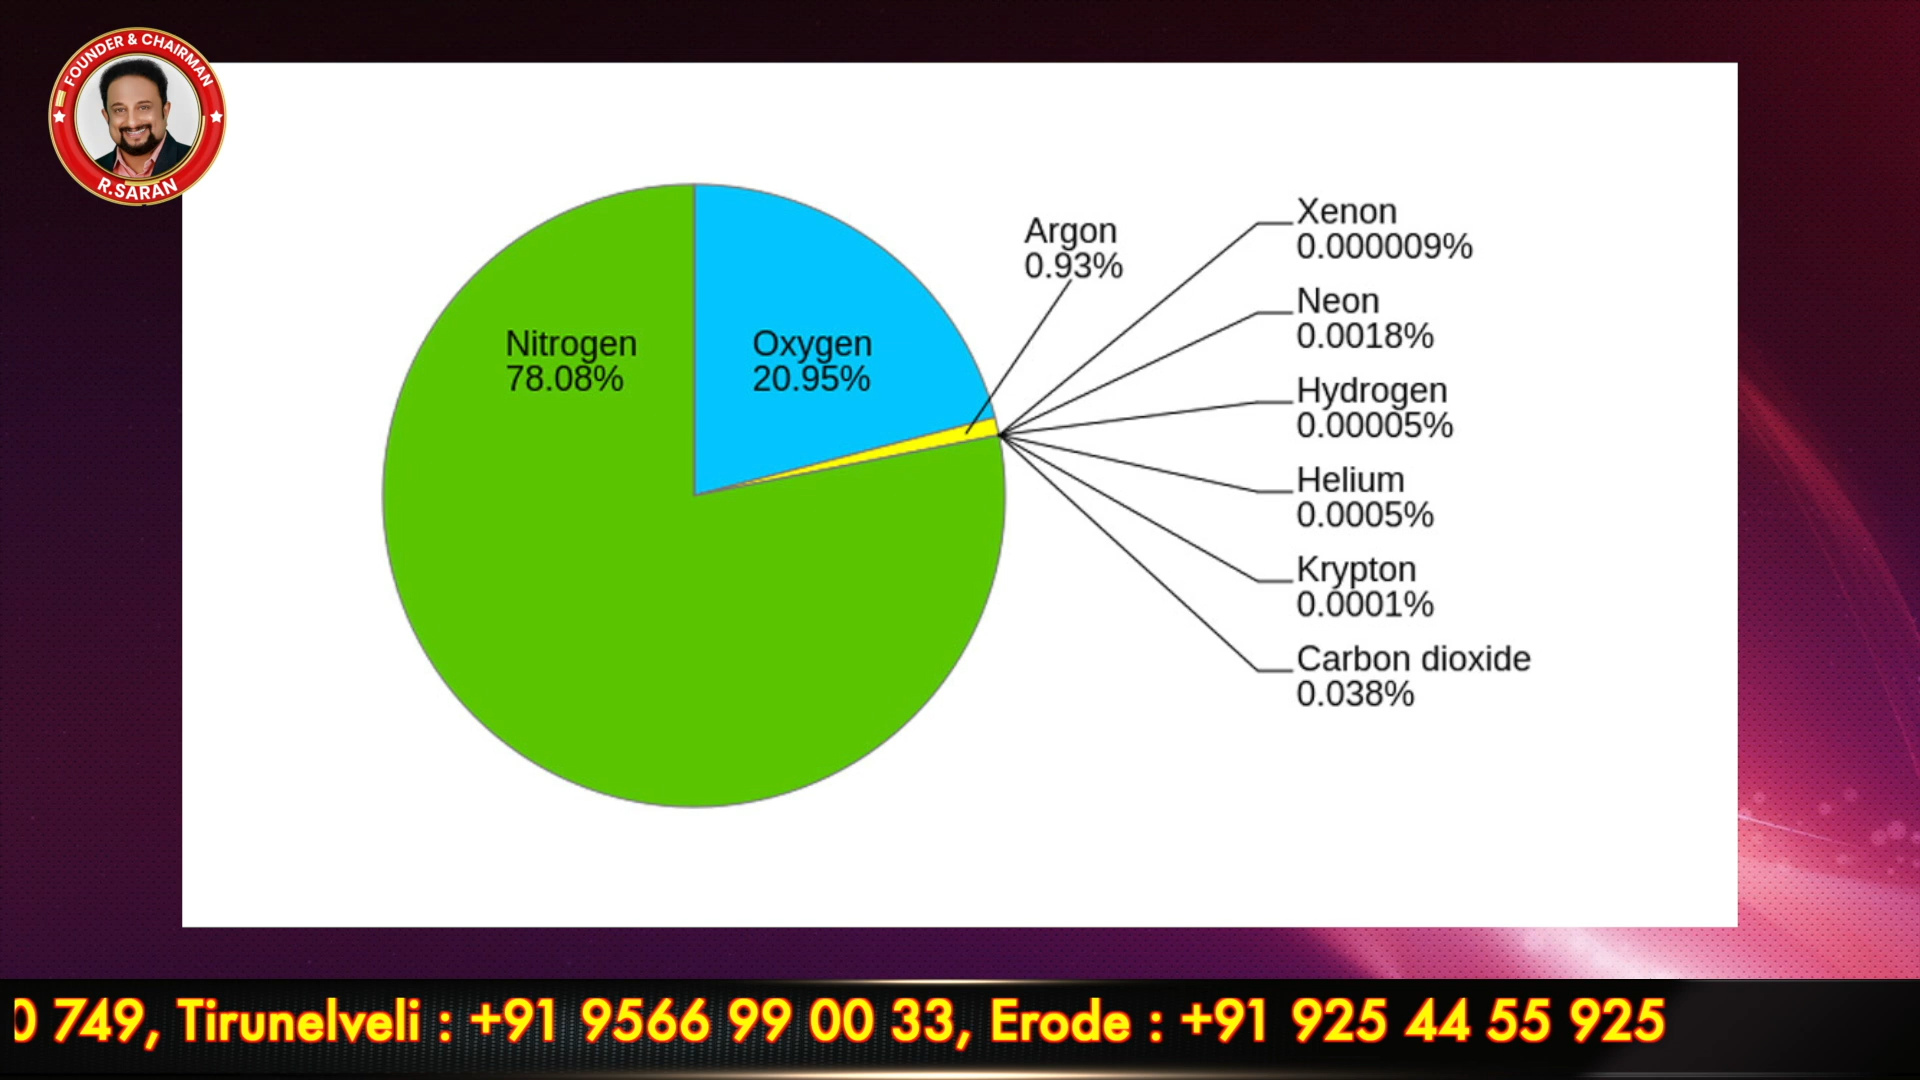 FOUNDER & CHAIRMAN
R.SARAN
Nitrogen
78.08%
Oxygen
20.95%
Argon
0.93%
Xenon
0.000009%
Neon
0.0018%
Hydrogen
0.00005%
Helium
0.0005%
Krypton
0.0001%
Carbon dioxide
0.038%
0 749, Tirunelveli : +91 9566 99 00 33, Erode : +91 925 44 55 925